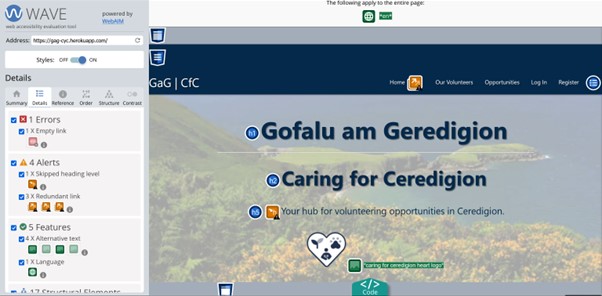 WAVE
powered by
WebAIM
web accessibility evaluation tool
Address: https://gag-cyc.herokuapp.com/
Styles: OFF ON
Details
Summary Details Reference Order Structure Contrast
1 Errors
1 X Empty link
4 Alerts
1 X Skipped heading level
3 X Redundant link
5 Features
4 X Alternative text
1 X Language
17 Structural Elements
The following apply to the entire page:
"en"
GaG | CfC
Home Our Volunteers Opportunities Log In Register
h1 Gofalu am Geredigion
h2 Caring for Ceredigion
h5 Your hub for volunteering opportunities in Ceredigion.
"caring for ceredigion heart logo"
</> Code